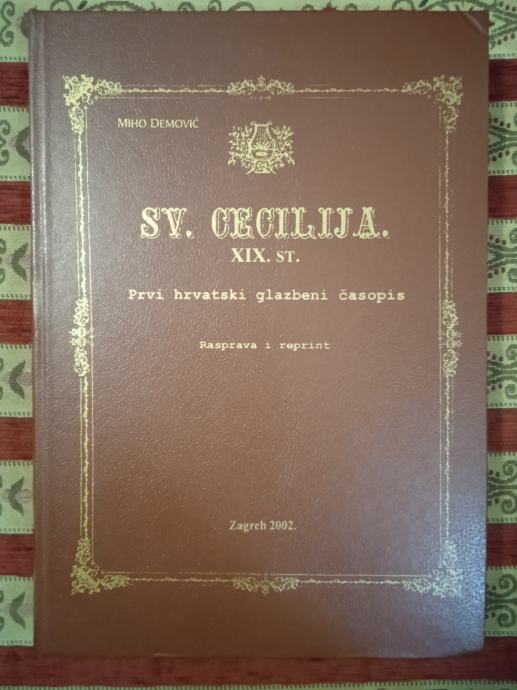 MIHO DEMOVIĆ
SV. CECILIJA.
XIX. ST.
Prvi hrvatski glazbeni časopis
Rasprava i reprint
Zagreb 2002.